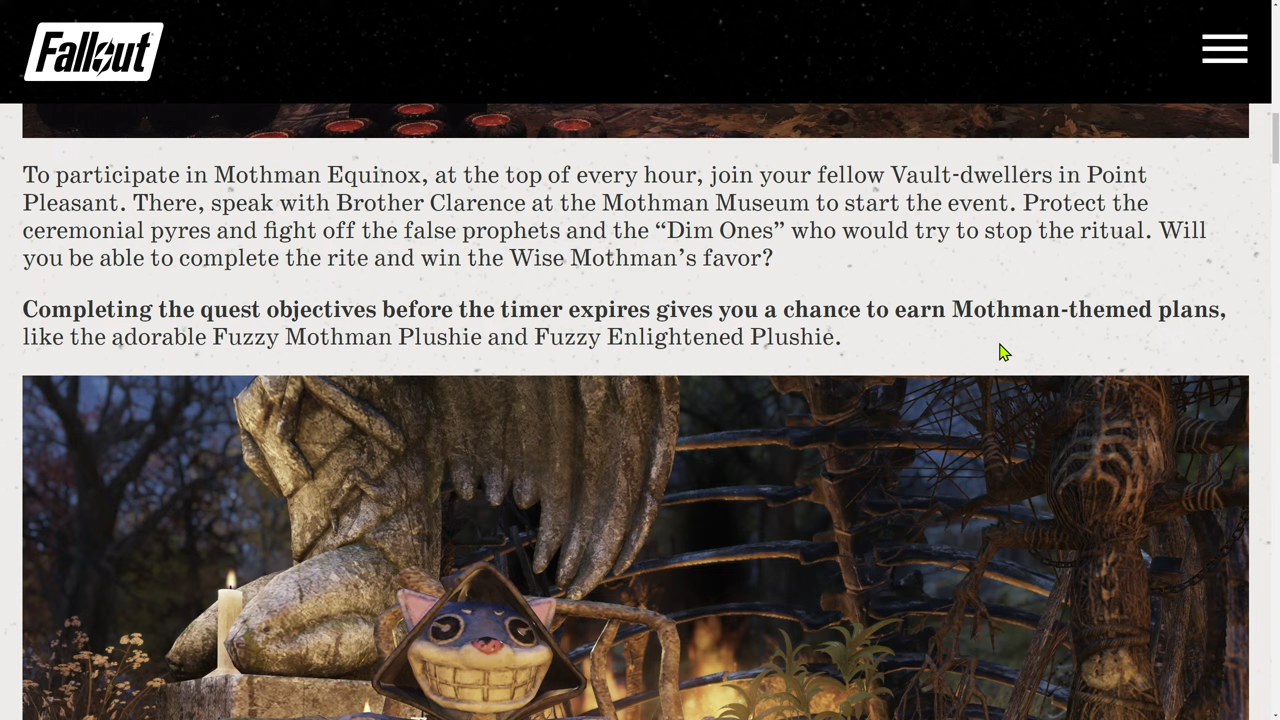 Fallout
To participate in Mothman Equinox, at the top of every hour, join your fellow Vault-dwellers in Point
Pleasant. There, speak with Brother Clarence at the Mothman Museum to start the event. Protect the
ceremonial pyres and fight off the false prophets and the “Dim Ones” who would try to stop the ritual. Will
you be able to complete the rite and win the Wise Mothman’s favor?
Completing the quest objectives before the timer expires gives you a chance to earn Mothman-themed plans,
like the adorable Fuzzy Mothman Plushie and Fuzzy Enlightened Plushie.